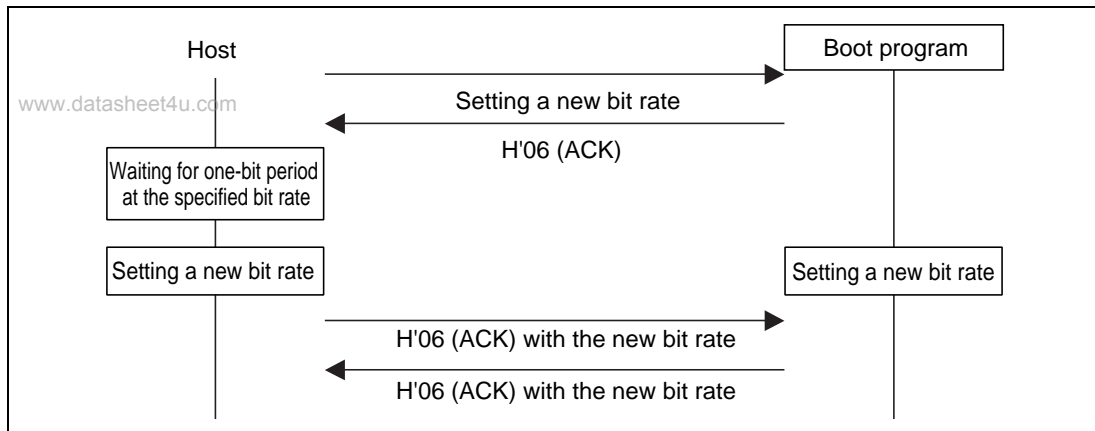 Host
Boot program
www.datasheet4u.com
Setting a new bit rate
H'06 (ACK)
Waiting for one-bit period
at the specified bit rate
Setting a new bit rate
Setting a new bit rate
H'06 (ACK) with the new bit rate
H'06 (ACK) with the new bit rate